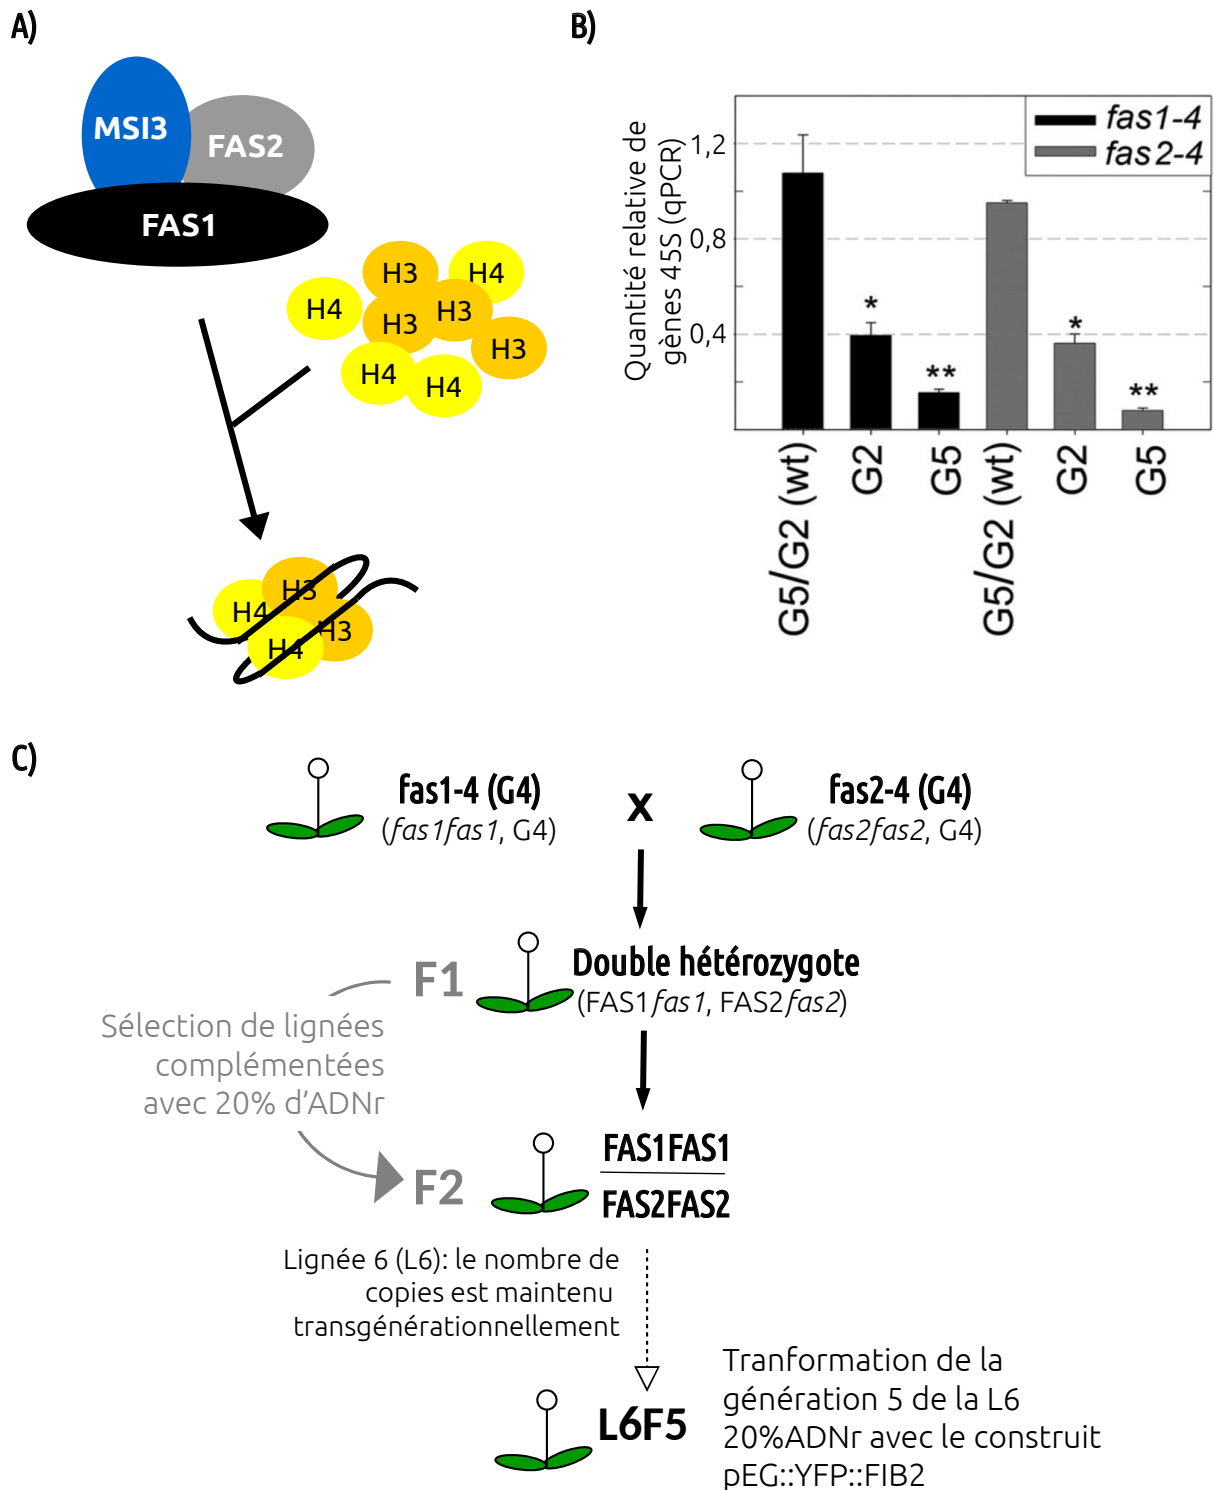 A)
MSI3
FAS2
FAS1
H3
H4
H4
H3
H3
H3
H4
H4
H3
H4
H3
H4
B)
Quantité relative de
gènes 45S (qPCR)
1,2
0,8
0,4
fas1-4
fas2-4
*
**
*
**
G5/G2 (wt)
G2
G5
G5/G2 (wt)
G2
G5
C)
fas1-4 (G4)
(fas1fas1, G4)
x
fas2-4 (G4)
(fas2fas2, G4)
F1
Double hétérozygote
(FAS1fas1, FAS2fas2)
Sélection de lignées
complémentées
avec 20% d'ADNr
F2
FAS1FAS1
FAS2FAS2
Lignée 6 (L6): le nombre de
copies est maintenu
transgénérationnellement
L6F5
Tranformation de la
génération 5 de la L6
20%ADNr avec le construit
pEG::YFP::FIB2